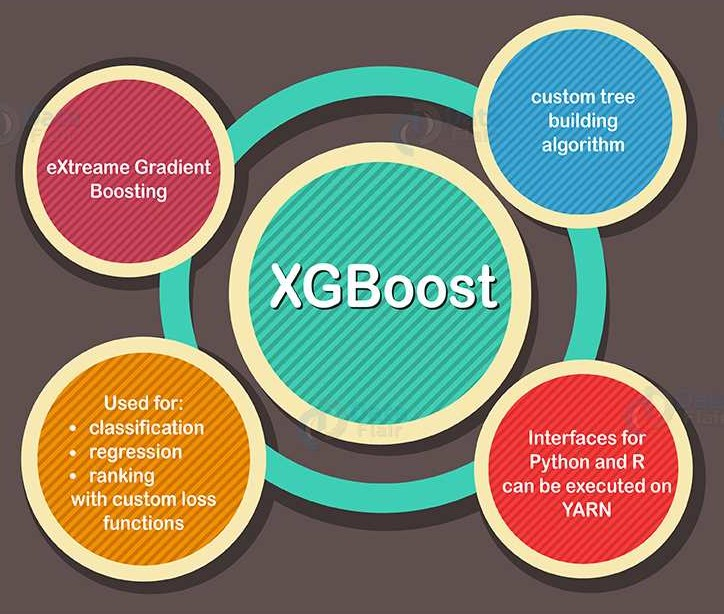 eXtreame Gradient
Boosting
custom tree
building
algorithm
XGBoost
Used for:
• classification
• regression
• ranking
with custom loss
functions
Interfaces for
Python and R
can be executed on
YARN
Flair